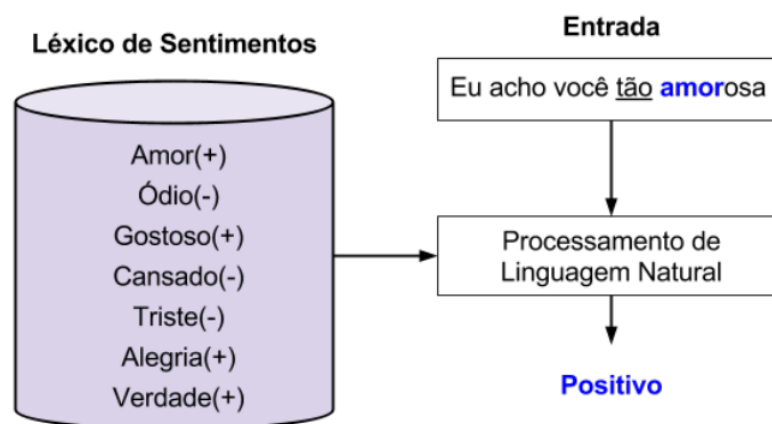 Léxico de Sentimentos
Amor(+)
Ódio(-)
Gostoso(+)
Cansado(-)
Triste(-)
Alegria(+)
Verdade(+)
Entrada
Eu acho você tão amorosa
Processamento de
Linguagem Natural
Positivo